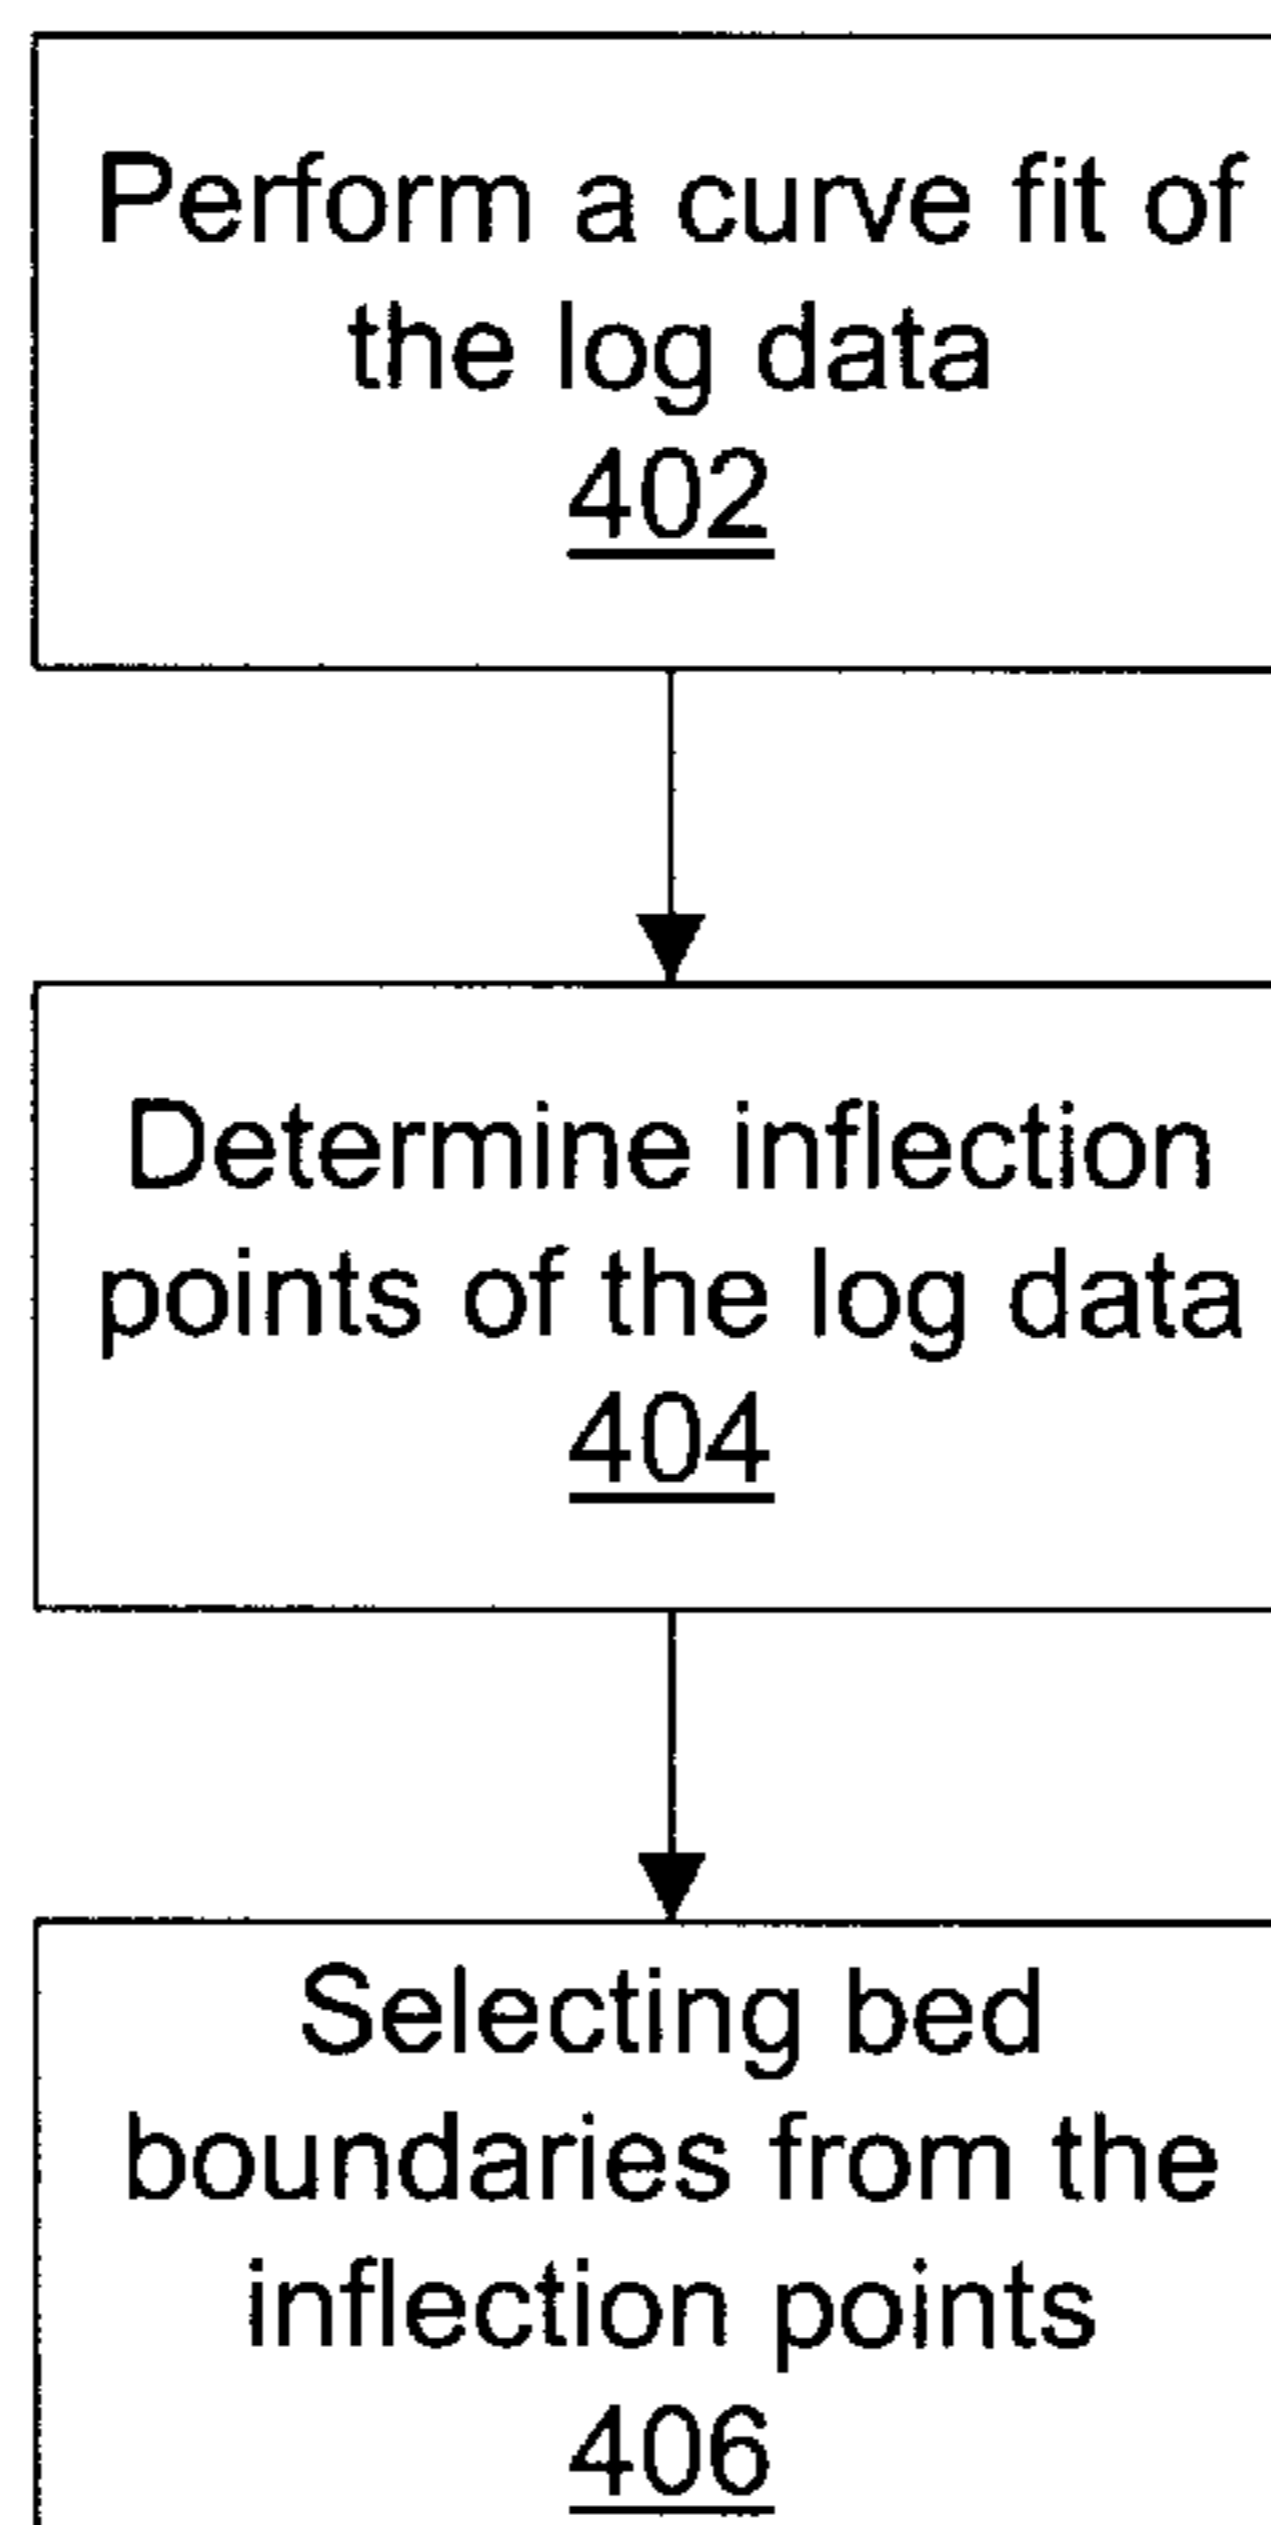 Perform a curve fit of
the log data
402
Determine inflection
points of the log data
404
Selecting bed
boundaries from the
inflection points
406